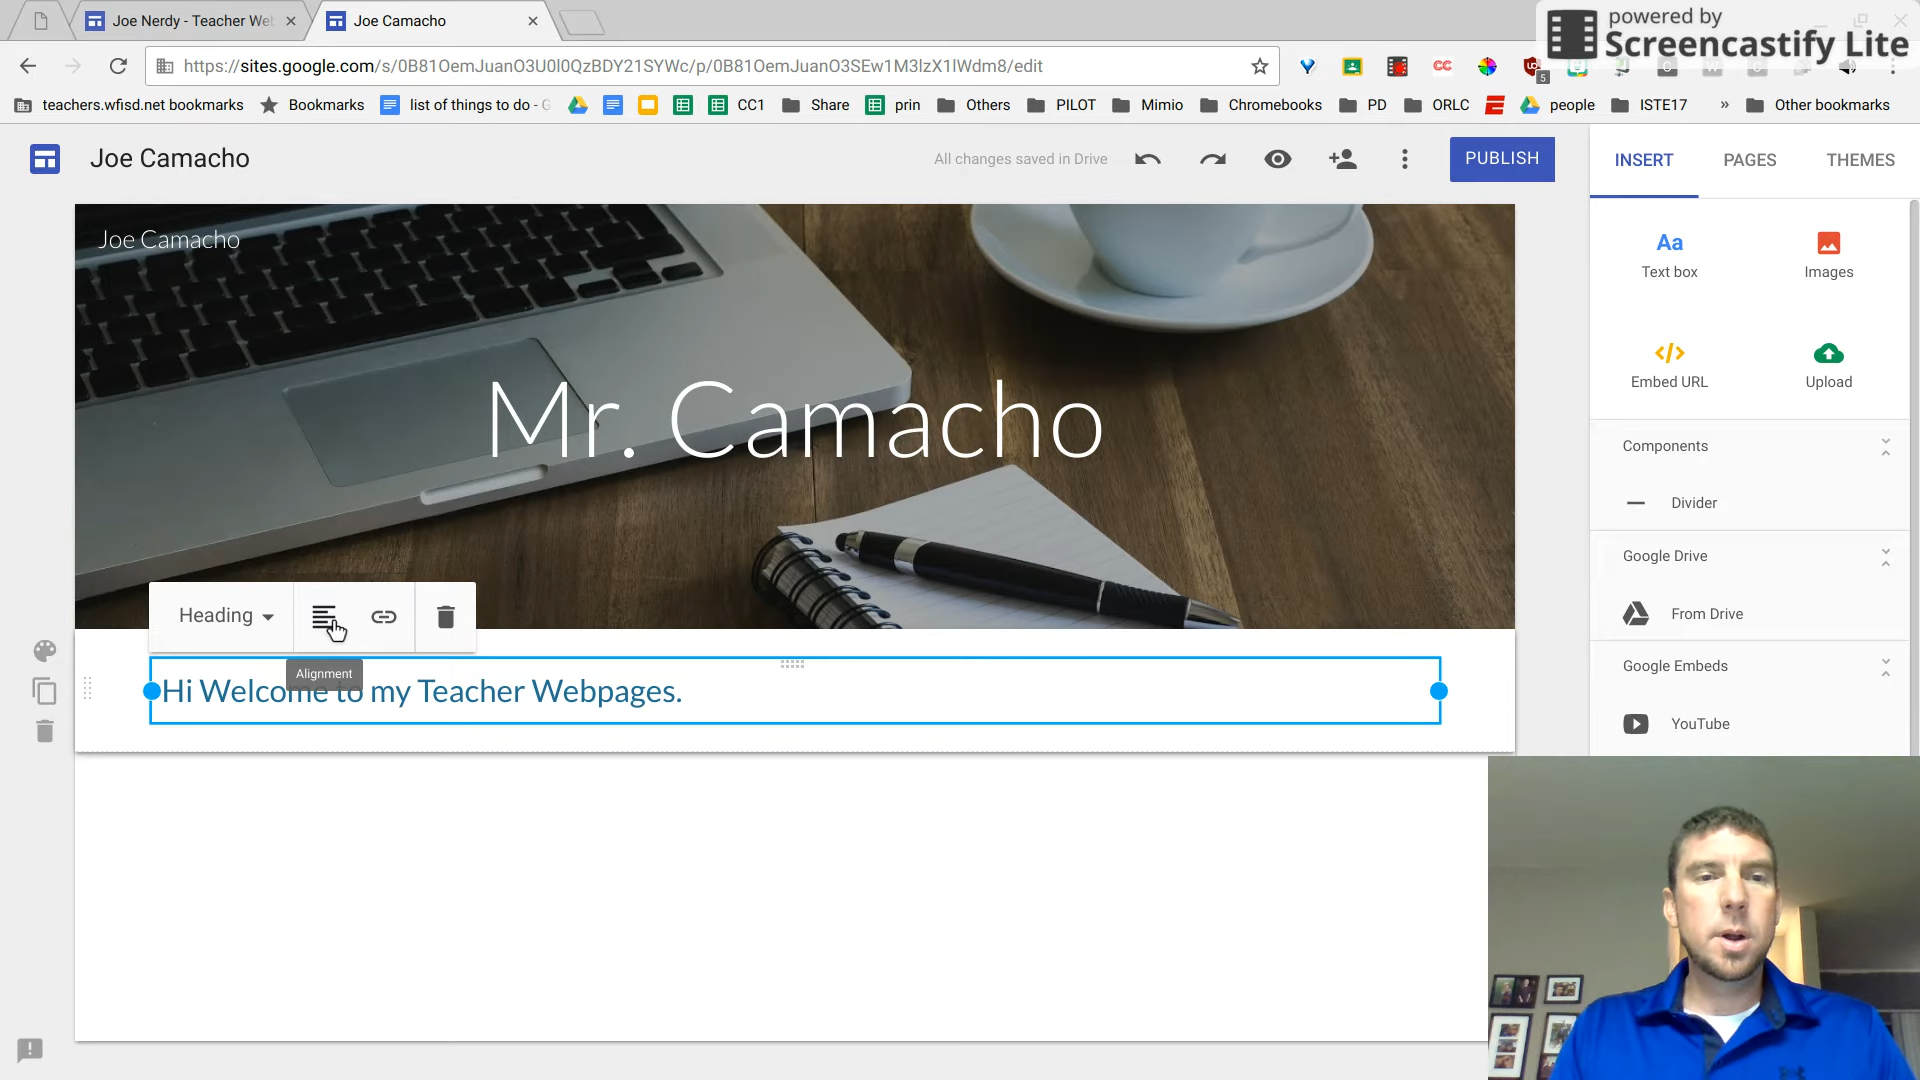 Joe Nerdy - Teacher We
Joe Camacho
powered by
Screencastify Lite
https://sites.google.com/s/0B81OemJuanO3U0l0QzBDY21SYWc/p/0B81OemJuanO3SEw1M3lzX1lWdm8/edit
CC
5
teachers.wfisd.net bookmarks
Bookmarks
list of things to do - G
CC1
Share
prin
Others
PILOT
Mimio
Chromebooks
PD
ORLC
people
ISTE17
»
Other bookmarks
Joe Camacho
All changes saved in Drive
PUBLISH
INSERT
PAGES
THEMES
Joe Camacho
Mr. Camacho
Aa
Text box
Images
Embed URL
Upload
Components
Divider
Google Drive
From Drive
Google Embeds
YouTube
Heading
Alignment
Hi Welcome to my Teacher Webpages.